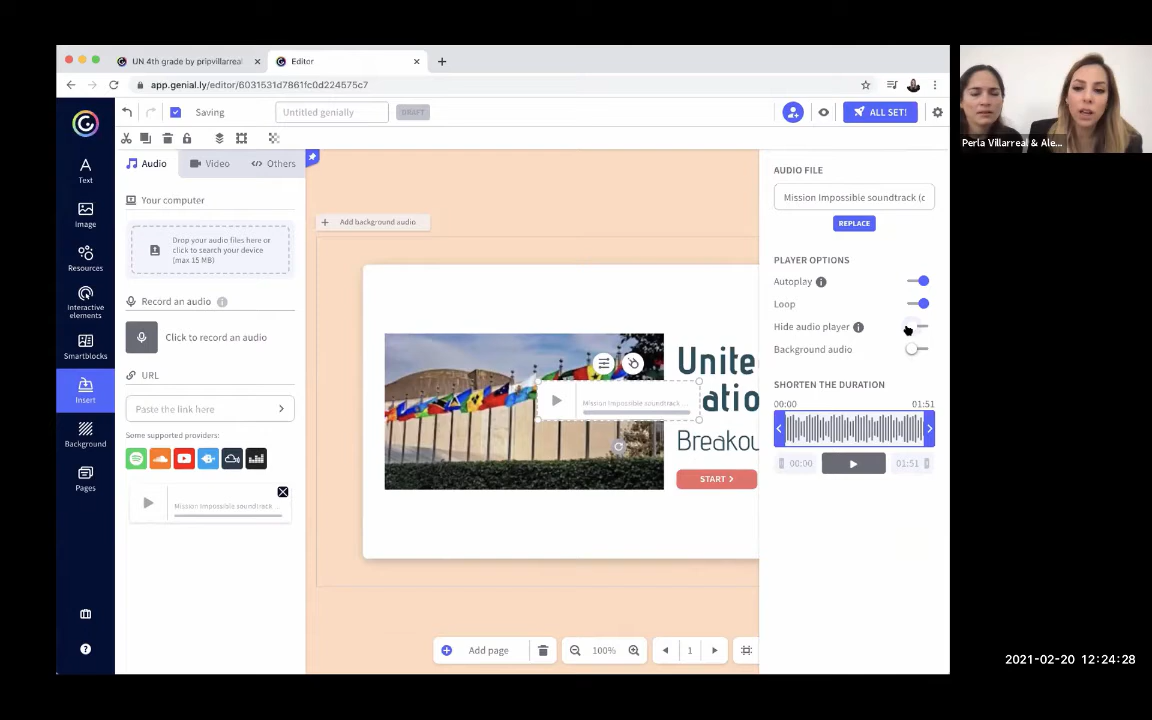 UN 4th grade by pripvillarreal
Editor
app.genial.ly/editor/6031531d7861fc0d224575c7
Saving
Untitled genially
DRAFT
ALL SET!
Perla Villarreal & Ale...
Text
Image
Resources
Interactive
elements
Smartblocks
Insert
Background
Pages
Audio
Video
</> Others
Your computer
Drop your audio files here or
click to search your device
(max 15 MB)
Record an audio
Click to record an audio
URL
Paste the link here
Some supported providers:
Mission Impossible soundtrack ...
+ Add background audio
Mission Impossible soundtrack ...
Unite
ation
Breakou
START >
Add page
100%
1
AUDIO FILE
Mission Impossible soundtrack (c
REPLACE
PLAYER OPTIONS
Autoplay
Loop
Hide audio player
Background audio
SHORTEN THE DURATION
00:00 01:51
00:00 01:51
2021-02-20 12:24:28